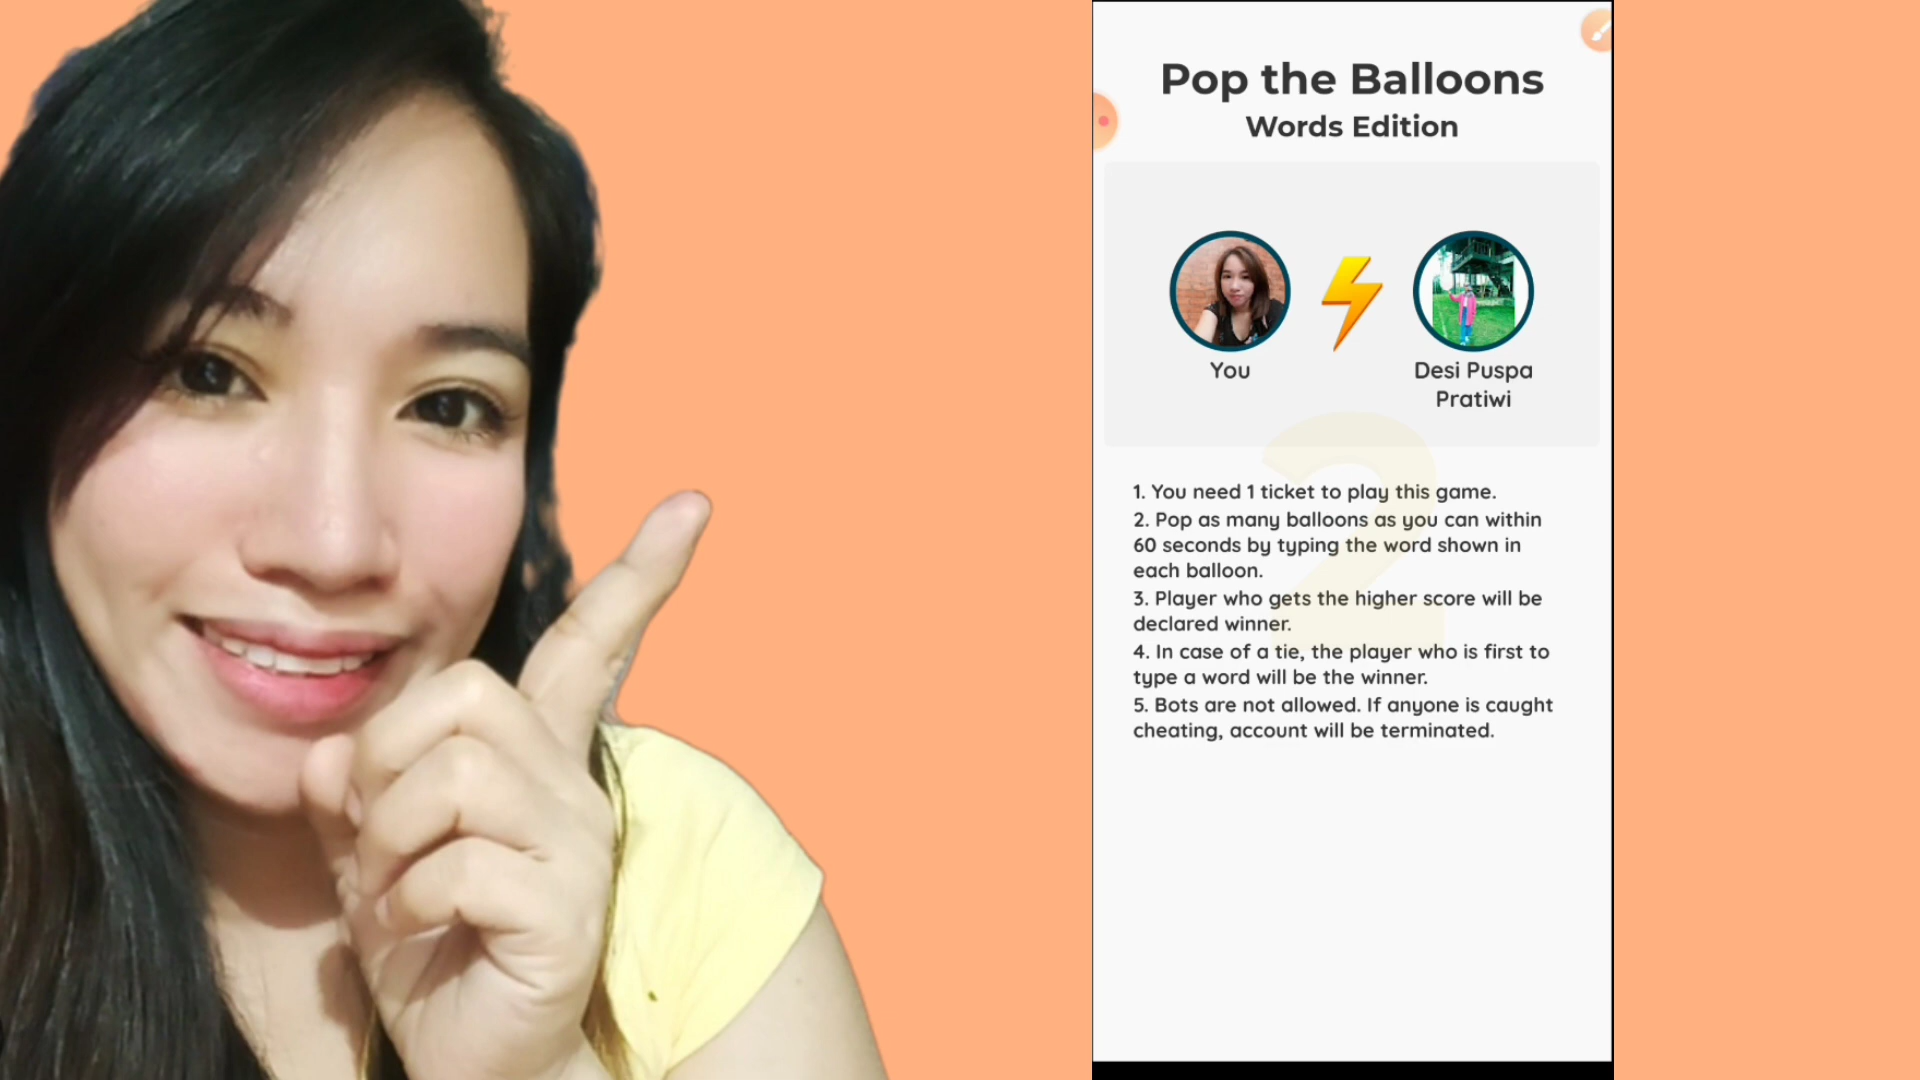 Pop the Balloons
Words Edition
You
Desi Puspa
Pratiwi
2
1. You need 1 ticket to play this game.
2. Pop as many balloons as you can within
60 seconds by typing the word shown in
each balloon.
3. Player who gets the higher score will be
declared winner.
4. In case of a tie, the player who is first to
type a word will be the winner.
5. Bots are not allowed. If anyone is caught
cheating, account will be terminated.